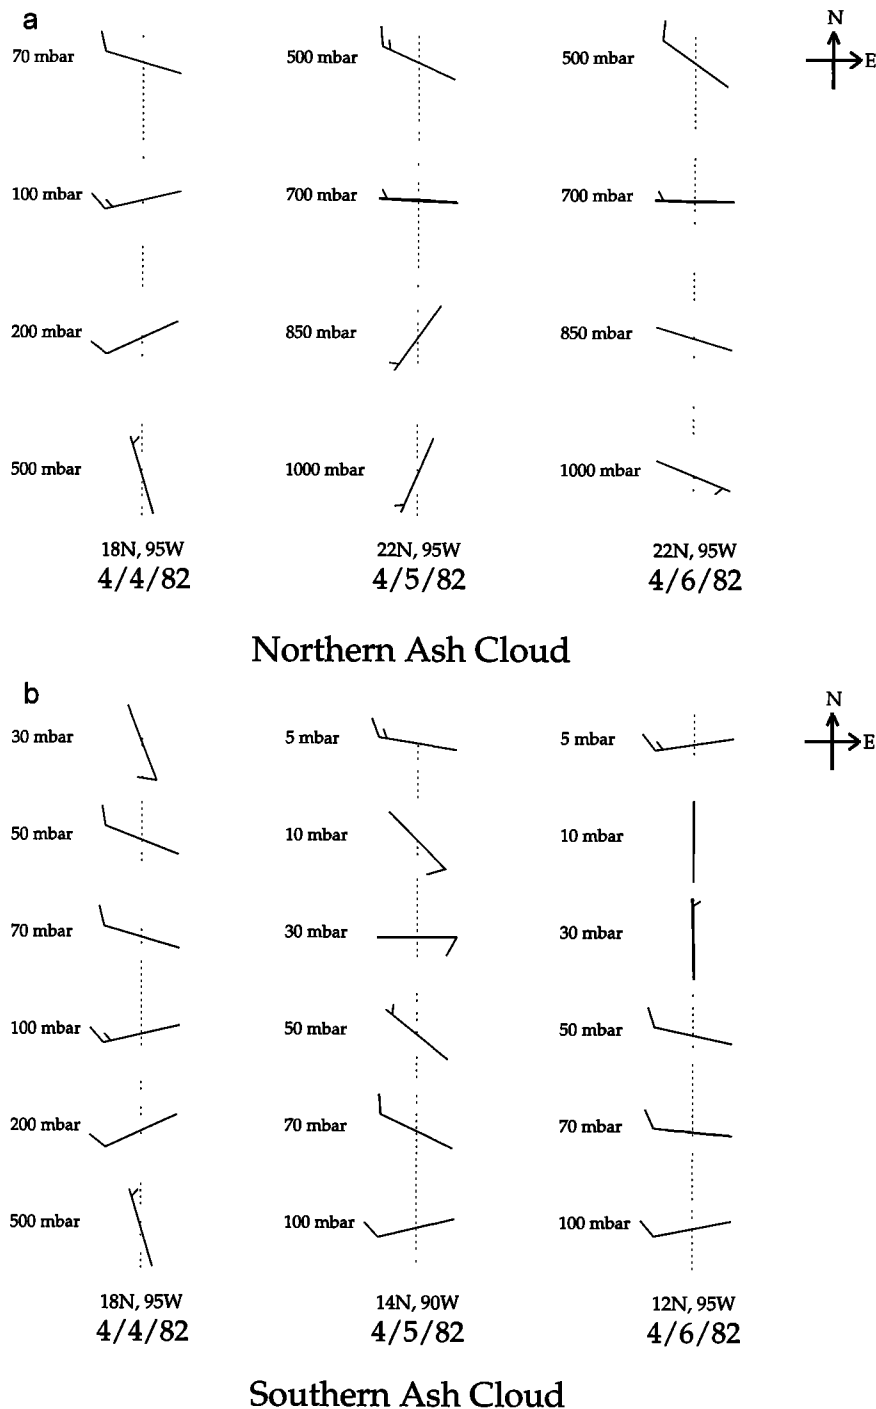 a
N
E
70 mbar
500 mbar
500 mbar
100 mbar
700 mbar
700 mbar
200 mbar
850 mbar
850 mbar
500 mbar
1000 mbar
1000 mbar
18N, 95W
22N, 95W
22N, 95W
4/4/82
4/5/82
4/6/82
Northern Ash Cloud
b
N
E
30 mbar
5 mbar
5 mbar
50 mbar
10 mbar
10 mbar
70 mbar
30 mbar
30 mbar
100 mbar
50 mbar
50 mbar
200 mbar
70 mbar
70 mbar
500 mbar
100 mbar
100 mbar
18N, 95W
14N, 90W
12N, 95W
4/4/82
4/5/82
4/6/82
Southern Ash Cloud